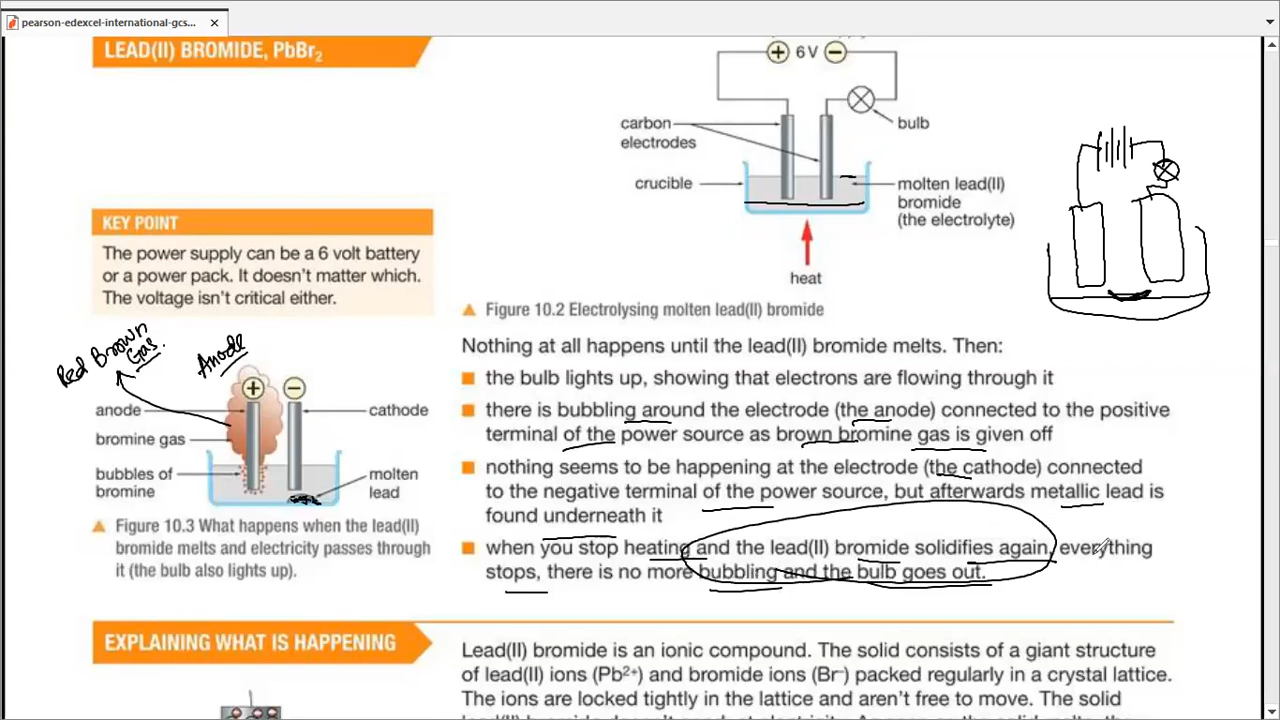 pearson-edexcel-international-gcs...
LEAD(II) BROMIDE, PbBr₂
+ 6V −
carbon
electrodes
bulb
crucible
molten lead(II)
bromide
(the electrolyte)
heat
KEY POINT
The power supply can be a 6 volt battery
or a power pack. It doesn't matter which.
The voltage isn't critical either.
Figure 10.2 Electrolysing molten lead(II) bromide
Red Brown
Gas.
Anode
+ −
anode
cathode
bromine gas
bubbles of
bromine
molten
lead
Figure 10.3 What happens when the lead(II)
bromide melts and electricity passes through
it (the bulb also lights up).
Nothing at all happens until the lead(II) bromide melts. Then:
the bulb lights up, showing that electrons are flowing through it
there is bubbling around the electrode (the anode) connected to the positive
terminal of the power source as brown bromine gas is given off
nothing seems to be happening at the electrode (the cathode) connected
to the negative terminal of the power source, but afterwards metallic lead is
found underneath it
when you stop heating and the lead(II) bromide solidifies again, everything
stops, there is no more bubbling and the bulb goes out.
EXPLAINING WHAT IS HAPPENING
Lead(II) bromide is an ionic compound. The solid consists of a giant structure
of lead(II) ions (Pb²⁺) and bromide ions (Br⁻) packed regularly in a crystal lattice.
The ions are locked tightly in the lattice and aren't free to move. The solid